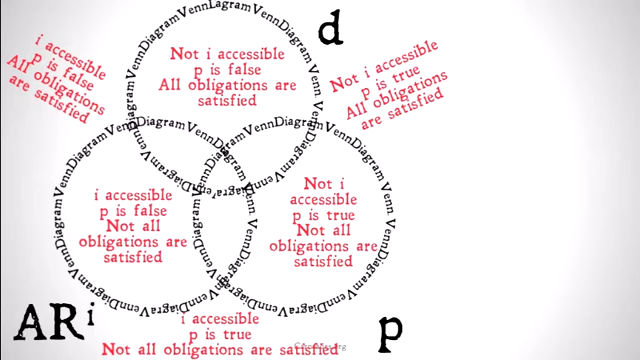 d
Not i accessible
p is false
All obligations are
satisfied
i accessible
p is false
All obligations
are satisfied
Not i accessible
p is true
All obligations
are satisfied
i accessible
p is false
Not all
obligations are
satisfied
Not i
accessible
p is true
Not all
obligations are
satisfied
ARi
p
i accessible
p is true
Not all obligations are satisfied
VennDiagramVennDiagramVennDiagram